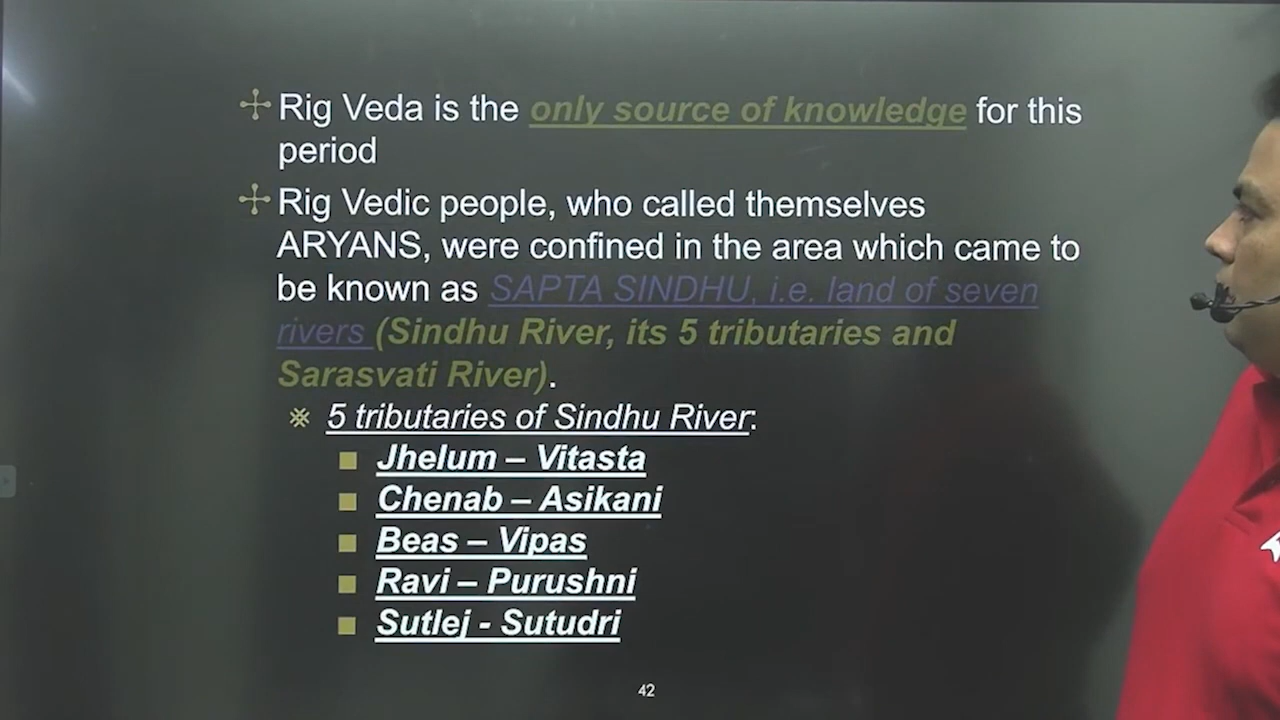 Rig Veda is the only source of knowledge for this
period
Rig Vedic people, who called themselves
ARYANS, were confined in the area which came to
be known as SAPTA SINDHU, i.e. land of seven
rivers (Sindhu River, its 5 tributaries and
Sarasvati River).
5 tributaries of Sindhu River:
Jhelum – Vitasta
Chenab – Asikani
Beas – Vipas
Ravi – Purushni
Sutlej - Sutudri
42